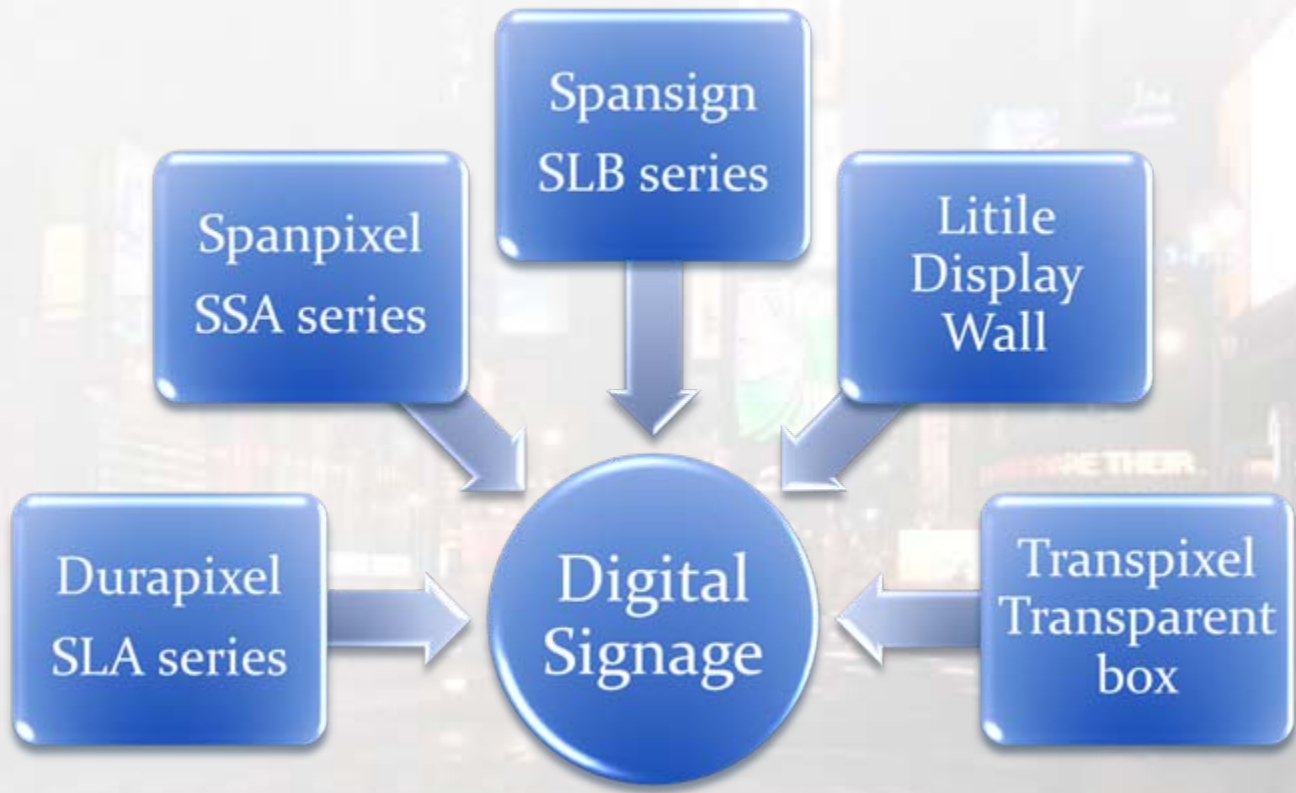 Spansign
SLB series
Spanpixel
SSA series
Litile
Display
Wall
Durapixel
SLA series
Digital
Signage
Transpixel
Transparent
box